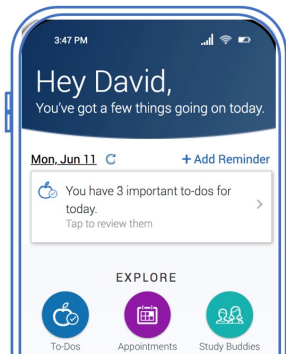 3:47 PM
Hey David,
You've got a few things going on today.
Mon, Jun 11 + Add Reminder
You have 3 important to-dos for
today.
Tap to review them
EXPLORE
To-Dos Appointments Study Buddies